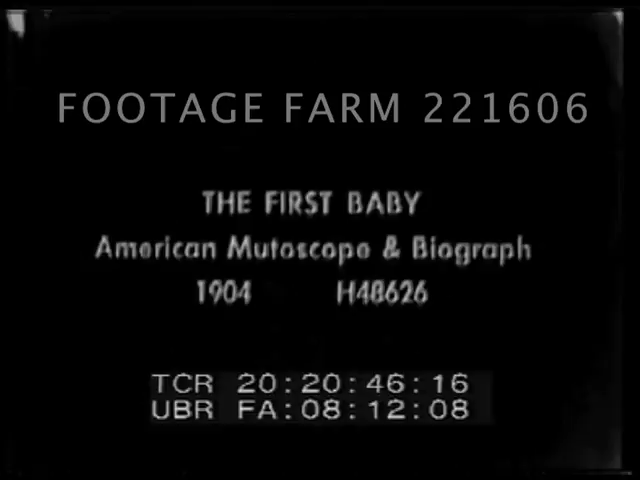 FOOTAGE FARM 221606
THE FIRST BABY
American Mutoscope & Biograph
1904 H48626
TCR 20:20:46:16
UBR FA:08:12:08